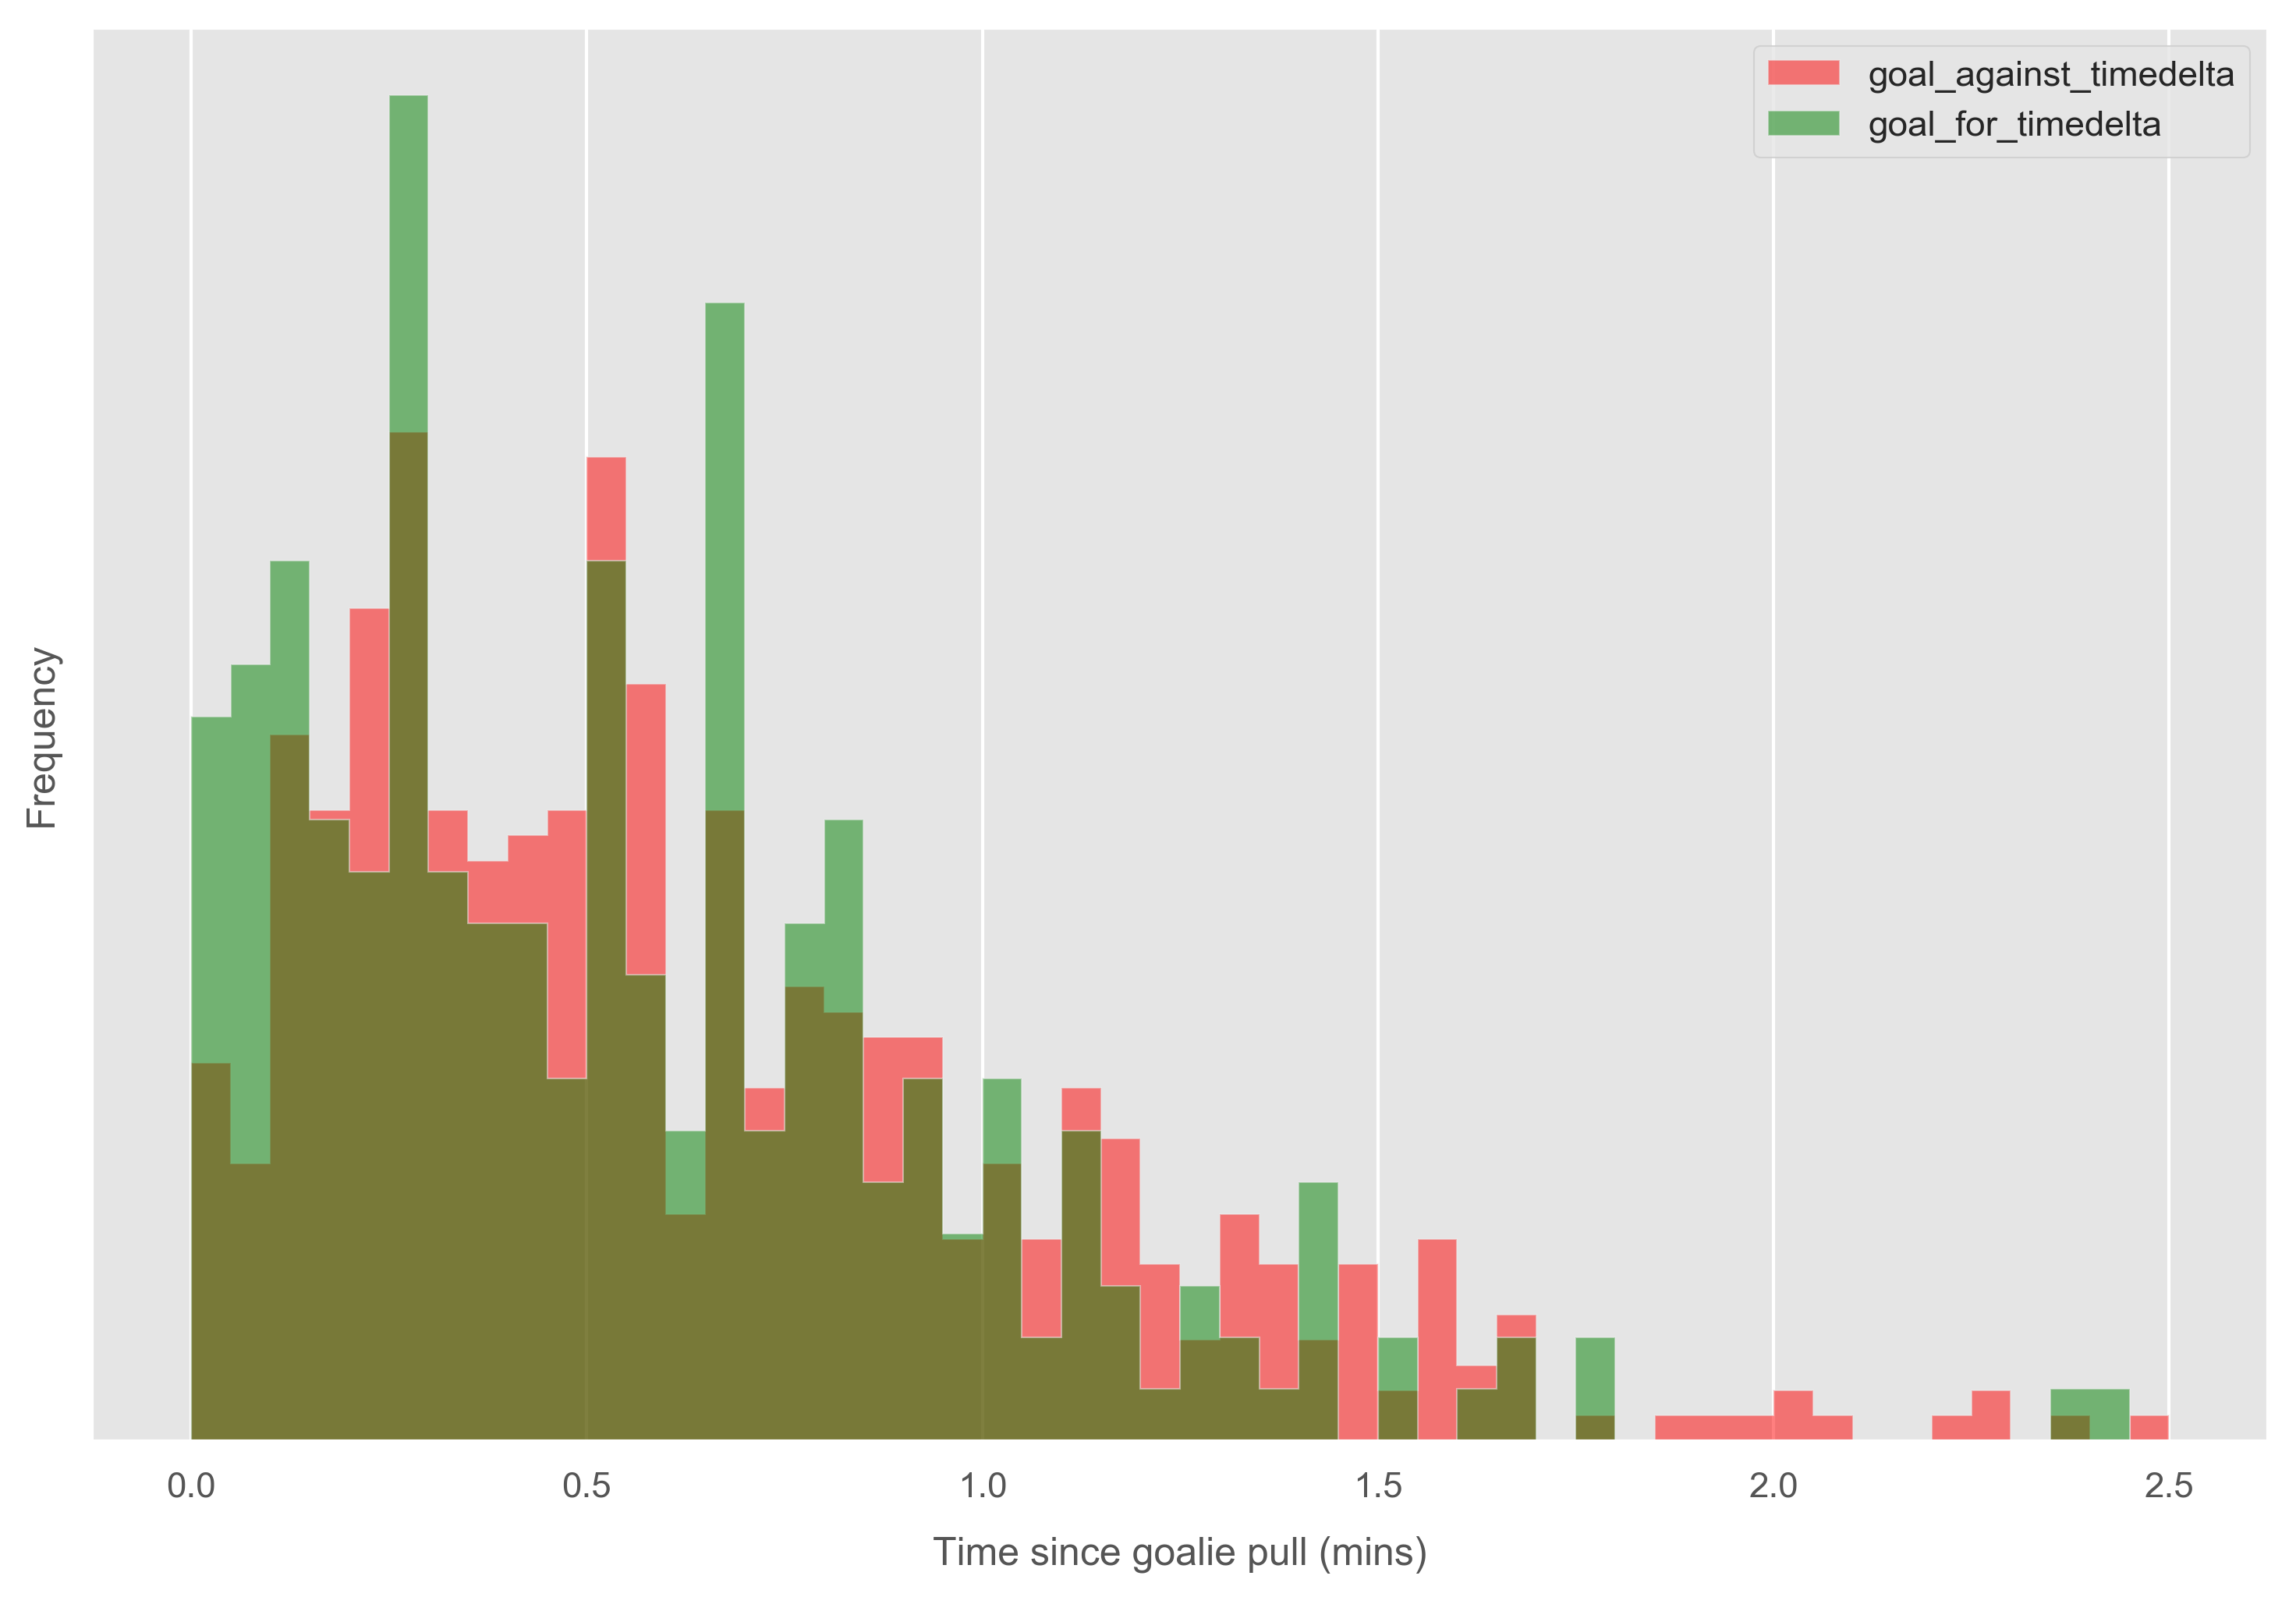 goal_against_timedelta
goal_for_timedelta
Frequency
0.0 0.5 1.0 1.5 2.0 2.5
Time since goalie pull (mins)